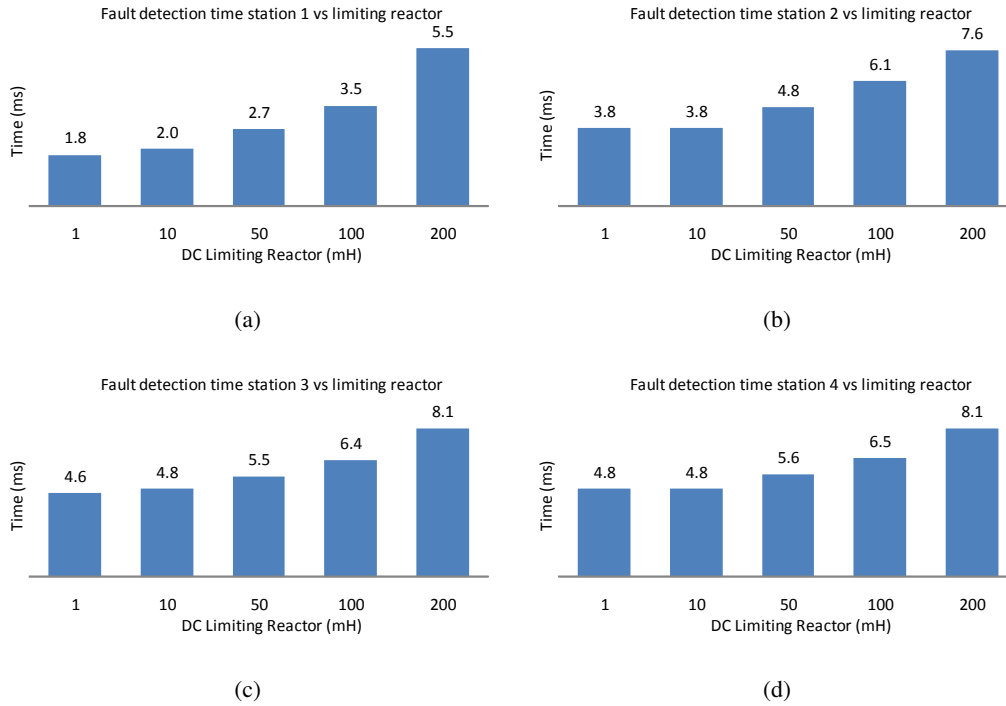 Fault detection time station 1 vs limiting reactor
5.5
3.5
2.7
2.0
1.8
Time (ms)
1 10 50 100 200
DC Limiting Reactor (mH)
(a)
Fault detection time station 2 vs limiting reactor
7.6
6.1
4.8
3.8 3.8
Time (ms)
1 10 50 100 200
DC Limiting Reactor (mH)
(b)
Fault detection time station 3 vs limiting reactor
8.1
6.4
5.5
4.8
4.6
Time (ms)
1 10 50 100 200
DC Limiting Reactor (mH)
(c)
Fault detection time station 4 vs limiting reactor
8.1
6.5
5.6
4.8 4.8
Time (ms)
1 10 50 100 200
DC Limiting Reactor (mH)
(d)